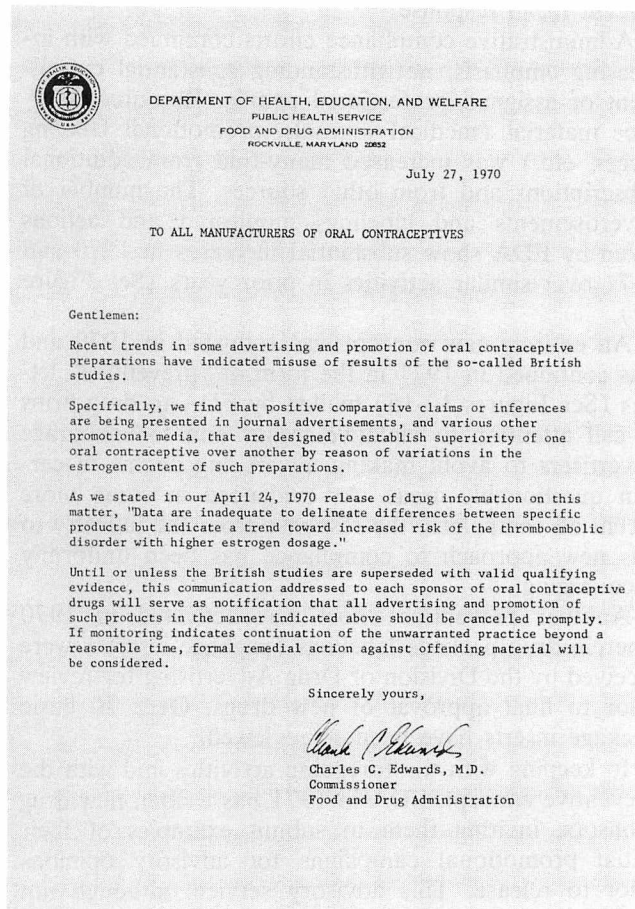 DEPARTMENT OF HEALTH, EDUCATION, AND WELFARE
PUBLIC HEALTH SERVICE
FOOD AND DRUG ADMINISTRATION
ROCKVILLE, MARYLAND 20852
July 27, 1970
TO ALL MANUFACTURERS OF ORAL CONTRACEPTIVES
Gentlemen:
Recent trends in some advertising and promotion of oral contraceptive
preparations have indicated misuse of results of the so-called British
studies.
Specifically, we find that positive comparative claims or inferences
are being presented in journal advertisements, and various other
promotional media, that are designed to establish superiority of one
oral contraceptive over another by reason of variations in the
estrogen content of such preparations.
As we stated in our April 24, 1970 release of drug information on this
matter, "Data are inadequate to delineate differences between specific
products but indicate a trend toward increased risk of the thromboembolic
disorder with higher estrogen dosage."
Until or unless the British studies are superseded with valid qualifying
evidence, this communication addressed to each sponsor of oral contraceptive
drugs will serve as notification that all advertising and promotion of
such products in the manner indicated above should be cancelled promptly.
If monitoring indicates continuation of the unwarranted practice beyond a
reasonable time, formal remedial action against offending material will
be considered.
Sincerely yours,
Charles C. Edwards, M.D.
Commissioner
Food and Drug Administration